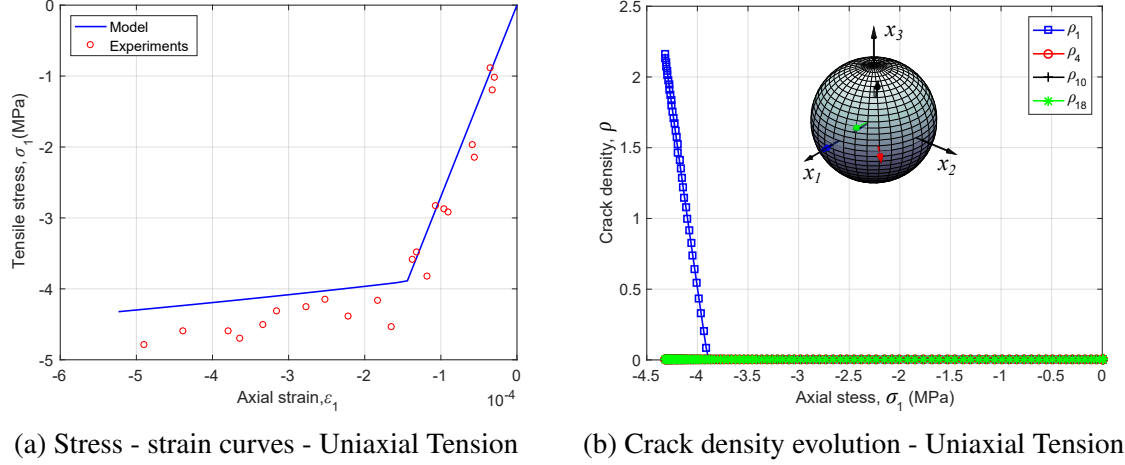 0
-1
-2
-3
-4
-5
-6 -5 -4 -3 -2 -1 0
10⁻⁴
Tensile stress, σ₁(MPa)
Axial strain,ε₁
Model
Experiments
(a) Stress - strain curves - Uniaxial Tension
2.5
2
1.5
1
0.5
0
-4.5 -4 -3.5 -3 -2.5 -2 -1.5 -1 -0.5 0
Crack density, ρ
Axial stess, σ₁ (MPa)
x₃
x₁
x₂
ρ₁
ρ₄
ρ₁₀
ρ₁₈
(b) Crack density evolution - Uniaxial Tension